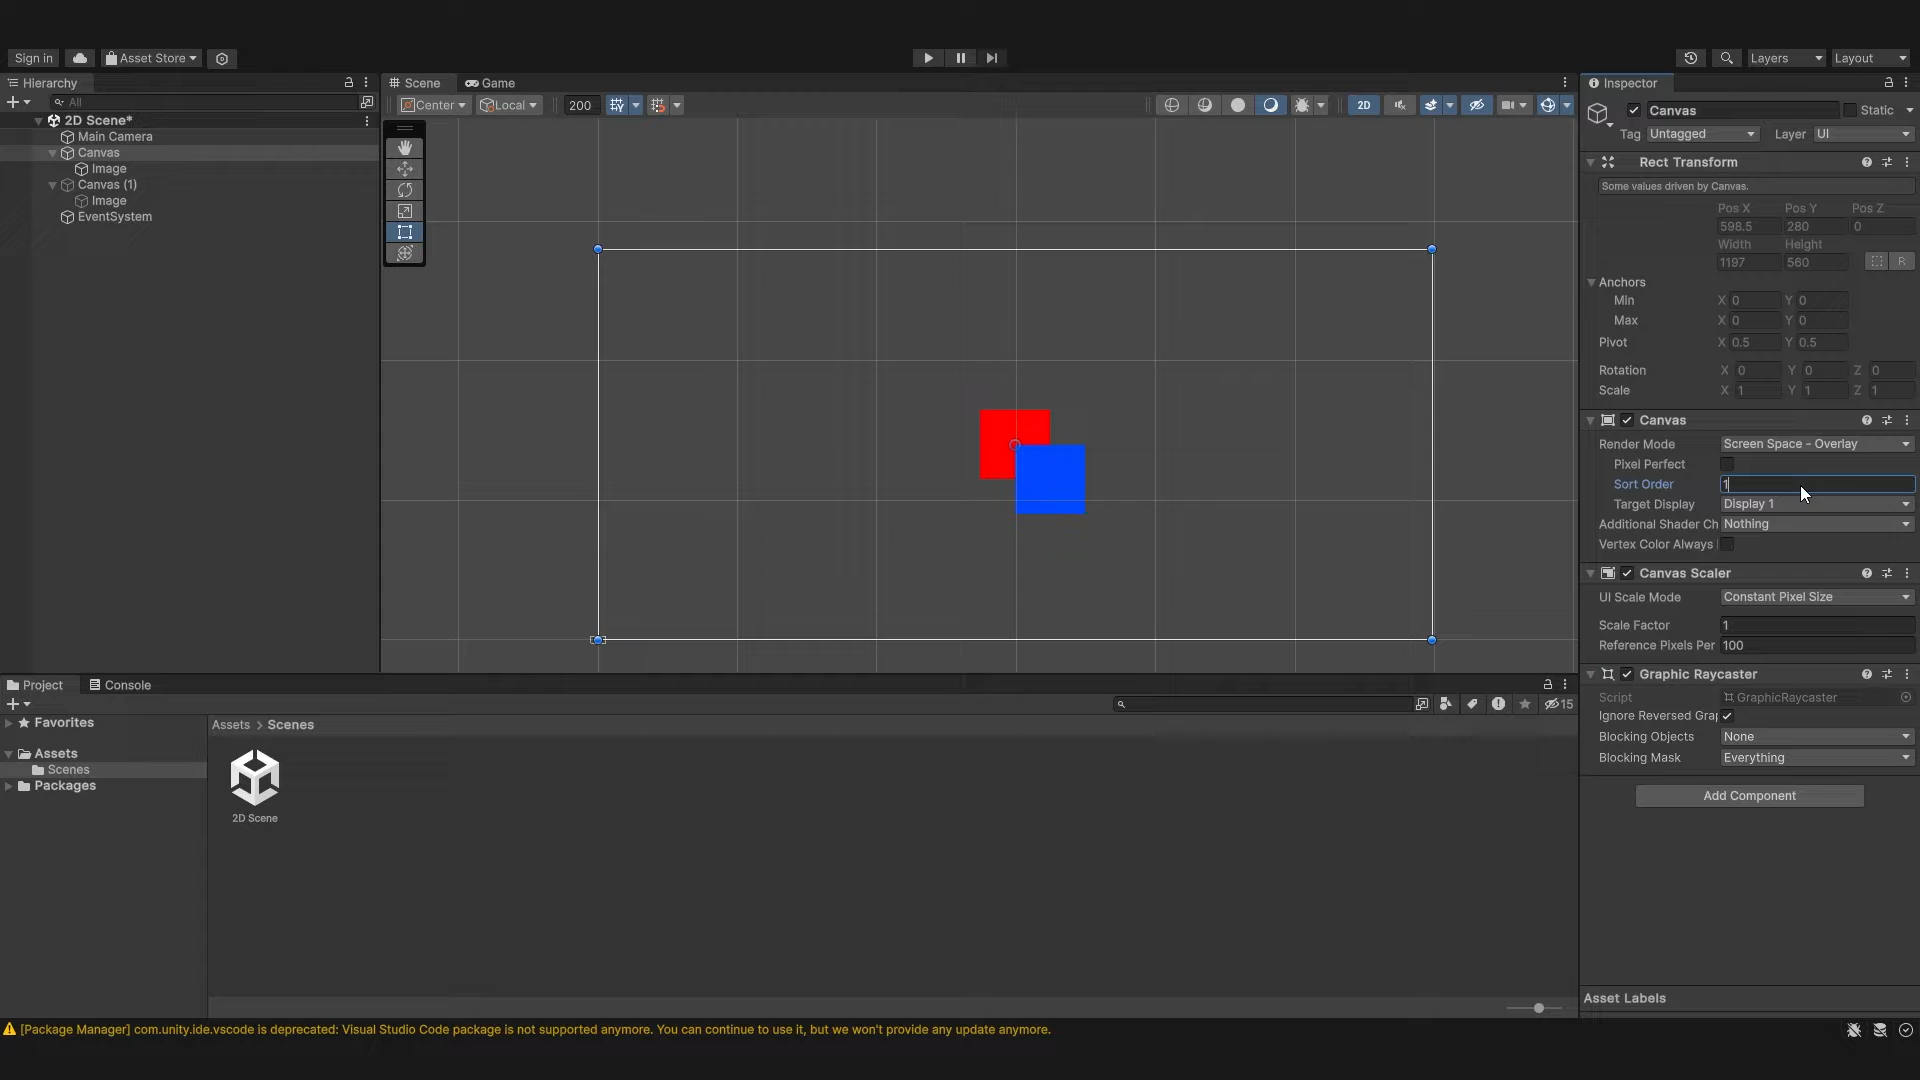 Sign in
Asset Store
Layers
Layout
Hierarchy
All
2D Scene*
Main Camera
Canvas
Image
Canvas (1)
Image
EventSystem
Scene
Game
Center
Local
200
2D
Inspector
Canvas
Static
Tag
Untagged
Layer
UI
Rect Transform
Some values driven by Canvas.
Pos X Pos Y Pos Z
598.5 280 0
Width Height
1197 560
R
Anchors
Min X 0 Y 0
Max X 0 Y 0
Pivot X 0.5 Y 0.5
Rotation X 0 Y 0 Z 0
Scale X 1 Y 1 Z 1
Canvas
Render Mode Screen Space - Overlay
Pixel Perfect
Sort Order 1
Target Display Display 1
Additional Shader Ch Nothing
Vertex Color Always
Canvas Scaler
UI Scale Mode Constant Pixel Size
Scale Factor 1
Reference Pixels Per 100
Graphic Raycaster
Script GraphicRaycaster
Ignore Reversed Gra
Blocking Objects None
Blocking Mask Everything
Add Component
Asset Labels
Project
Console
15
Favorites
Assets
Scenes
Packages
Assets > Scenes
2D Scene
[Package Manager] com.unity.ide.vscode is deprecated: Visual Studio Code package is not supported anymore. You can continue to use it, but we won't provide any update anymore.